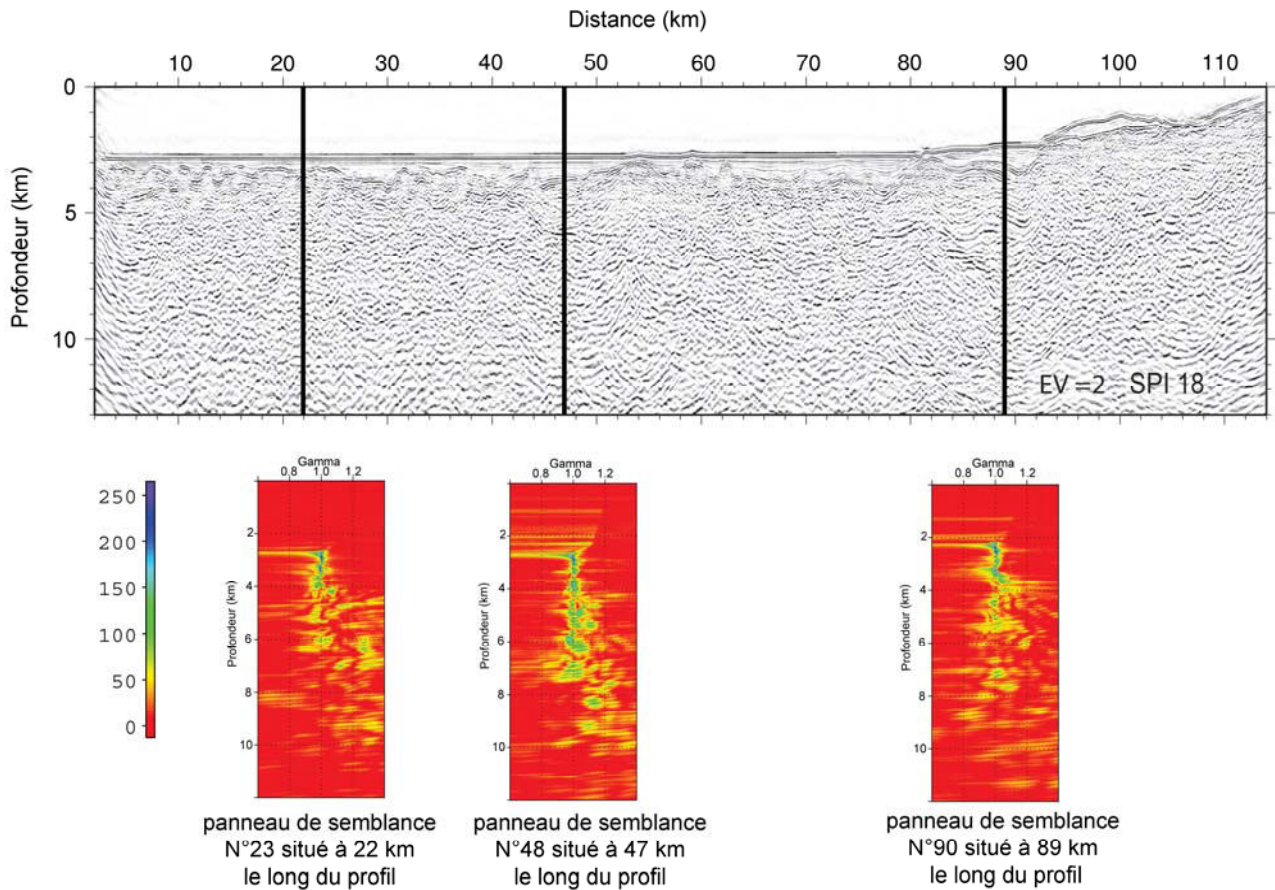 Distance (km)
10 20 30 40 50 60 70 80 90 100 110
0
5
10
Profondeur (km)
EV =2 SPI 18
250
200
150
100
50
0
Gamma
0.8 1.0 1.2
2
4
6
8
10
Profondeur (km)
panneau de semblance
N°23 situé à 22 km
le long du profil
Gamma
0.8 1.0 1.2
2
4
6
8
10
Profondeur (km)
panneau de semblance
N°48 situé à 47 km
le long du profil
Gamma
0.8 1.0 1.2
2
4
6
8
10
Profondeur (km)
panneau de semblance
N°90 situé à 89 km
le long du profil